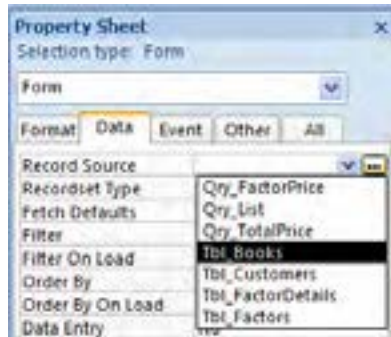 Property Sheet
Selection type: Form
Form
Format Data Event Other All
Record Source
Recordset Type
Fetch Defaults
Filter
Filter On Load
Order By
Order By On Load
Data Entry
Qry_FactorPrice
Qry_List
Qry_TotalPrice
Tbl_Books
Tbl_Customers
Tbl_FactorDetails
Tbl_Factors
No